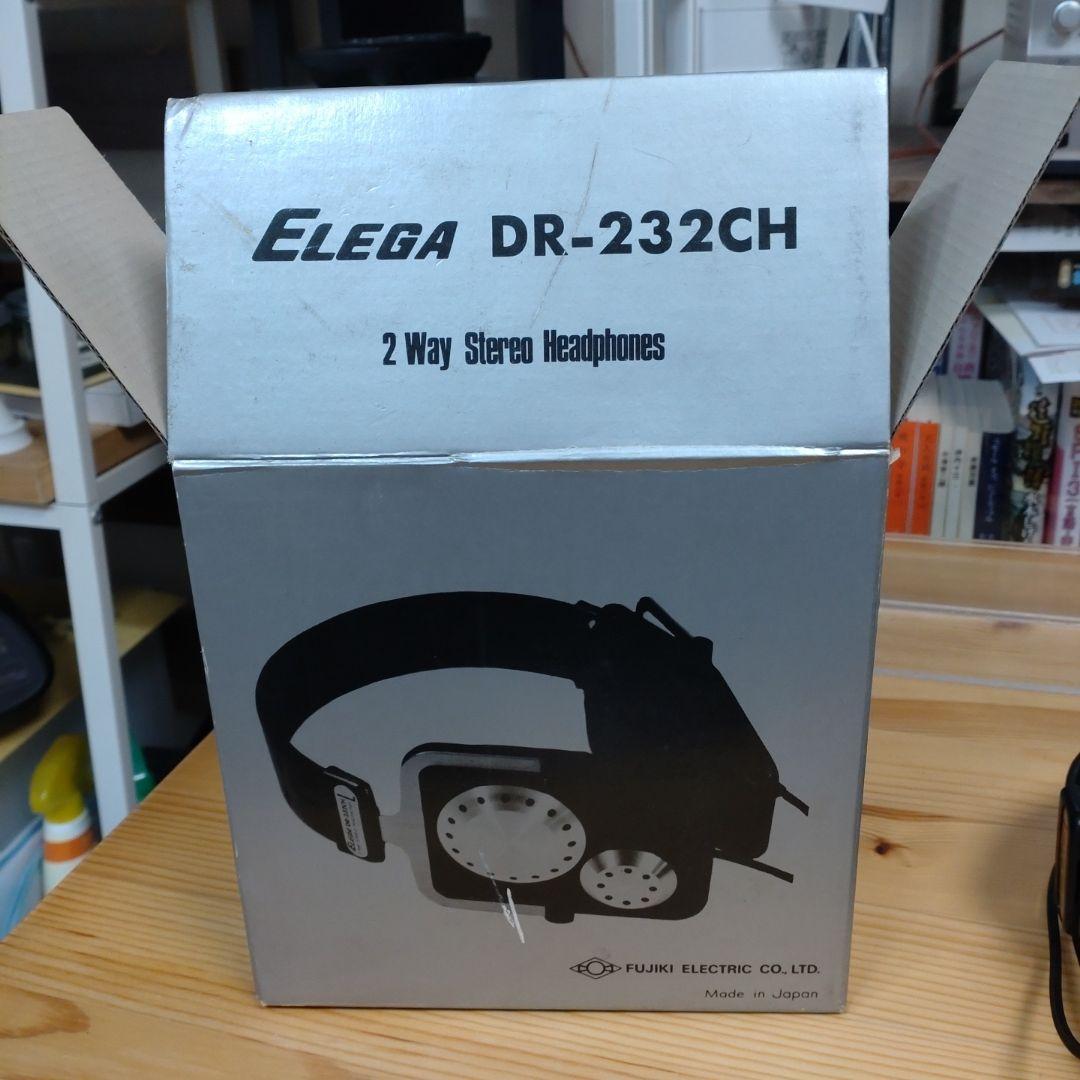 ELEGA DR-232CH
2 Way Stereo Headphones
FUJIKI ELECTRIC CO., LTD.
Made in Japan